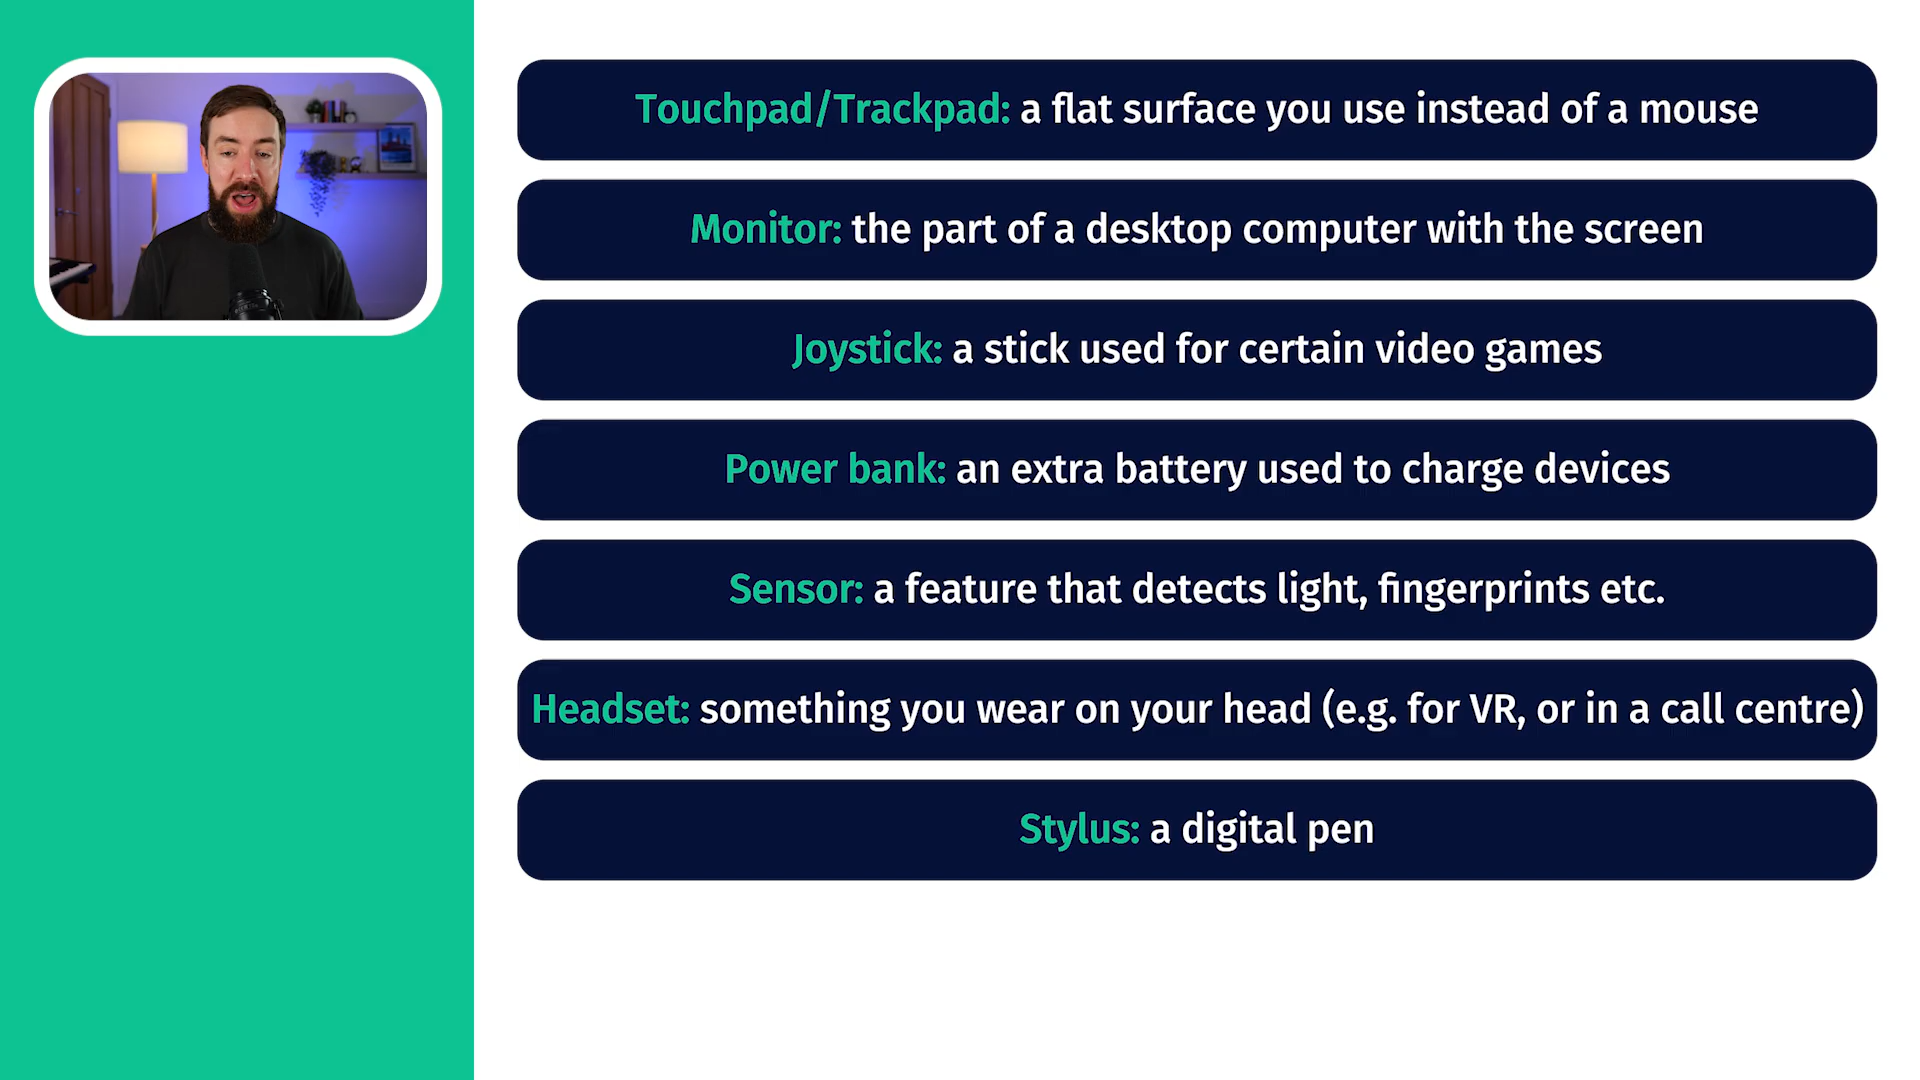 Touchpad/Trackpad: a flat surface you use instead of a mouse
Monitor: the part of a desktop computer with the screen
Joystick: a stick used for certain video games
Power bank: an extra battery used to charge devices
Sensor: a feature that detects light, fingerprints etc.
Headset: something you wear on your head (e.g. for VR, or in a call centre)
Stylus: a digital pen